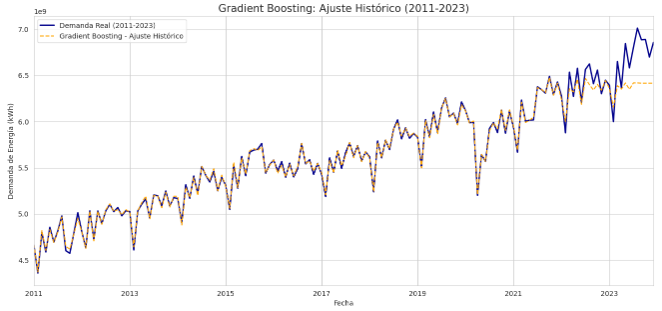 Gradient Boosting: Ajuste Histórico (2011-2023)
1e9
Demanda Real (2011-2023)
Gradient Boosting - Ajuste Histórico
Demanda de Energía (kWh)
7.0
6.5
6.0
5.5
5.0
4.5
2011 2013 2015 2017 2019 2021 2023
Fecha